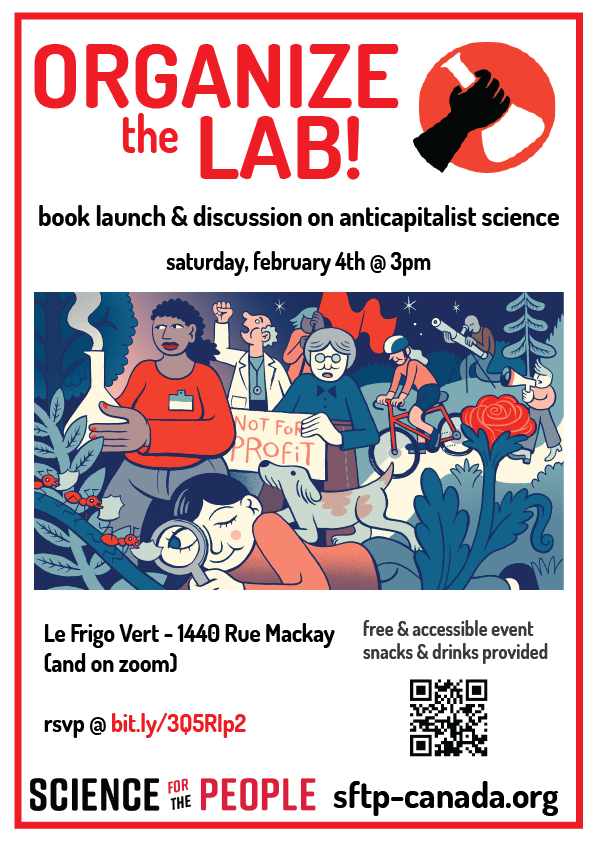 ORGANIZE
the LAB!
book launch & discussion on anticapitalist science
saturday, february 4th @ 3pm
NOT FOR
PROFIT
Le Frigo Vert - 1440 Rue Mackay
(and on zoom)
free & accessible event
snacks & drinks provided
rsvp @ bit.ly/3Q5RIp2
SCIENCE FOR THE PEOPLE sftp-canada.org